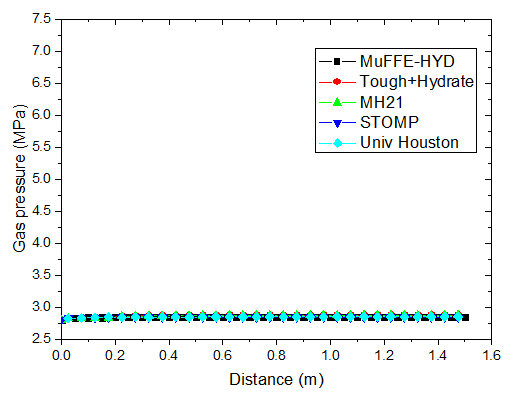 7.5
7.0
6.5
6.0
5.5
5.0
4.5
4.0
3.5
3.0
2.5
Gas pressure (MPa)
MuFFE-HYD
Tough+Hydrate
MH21
STOMP
Univ Houston
0.0 0.2 0.4 0.6 0.8 1.0 1.2 1.4 1.6
Distance (m)